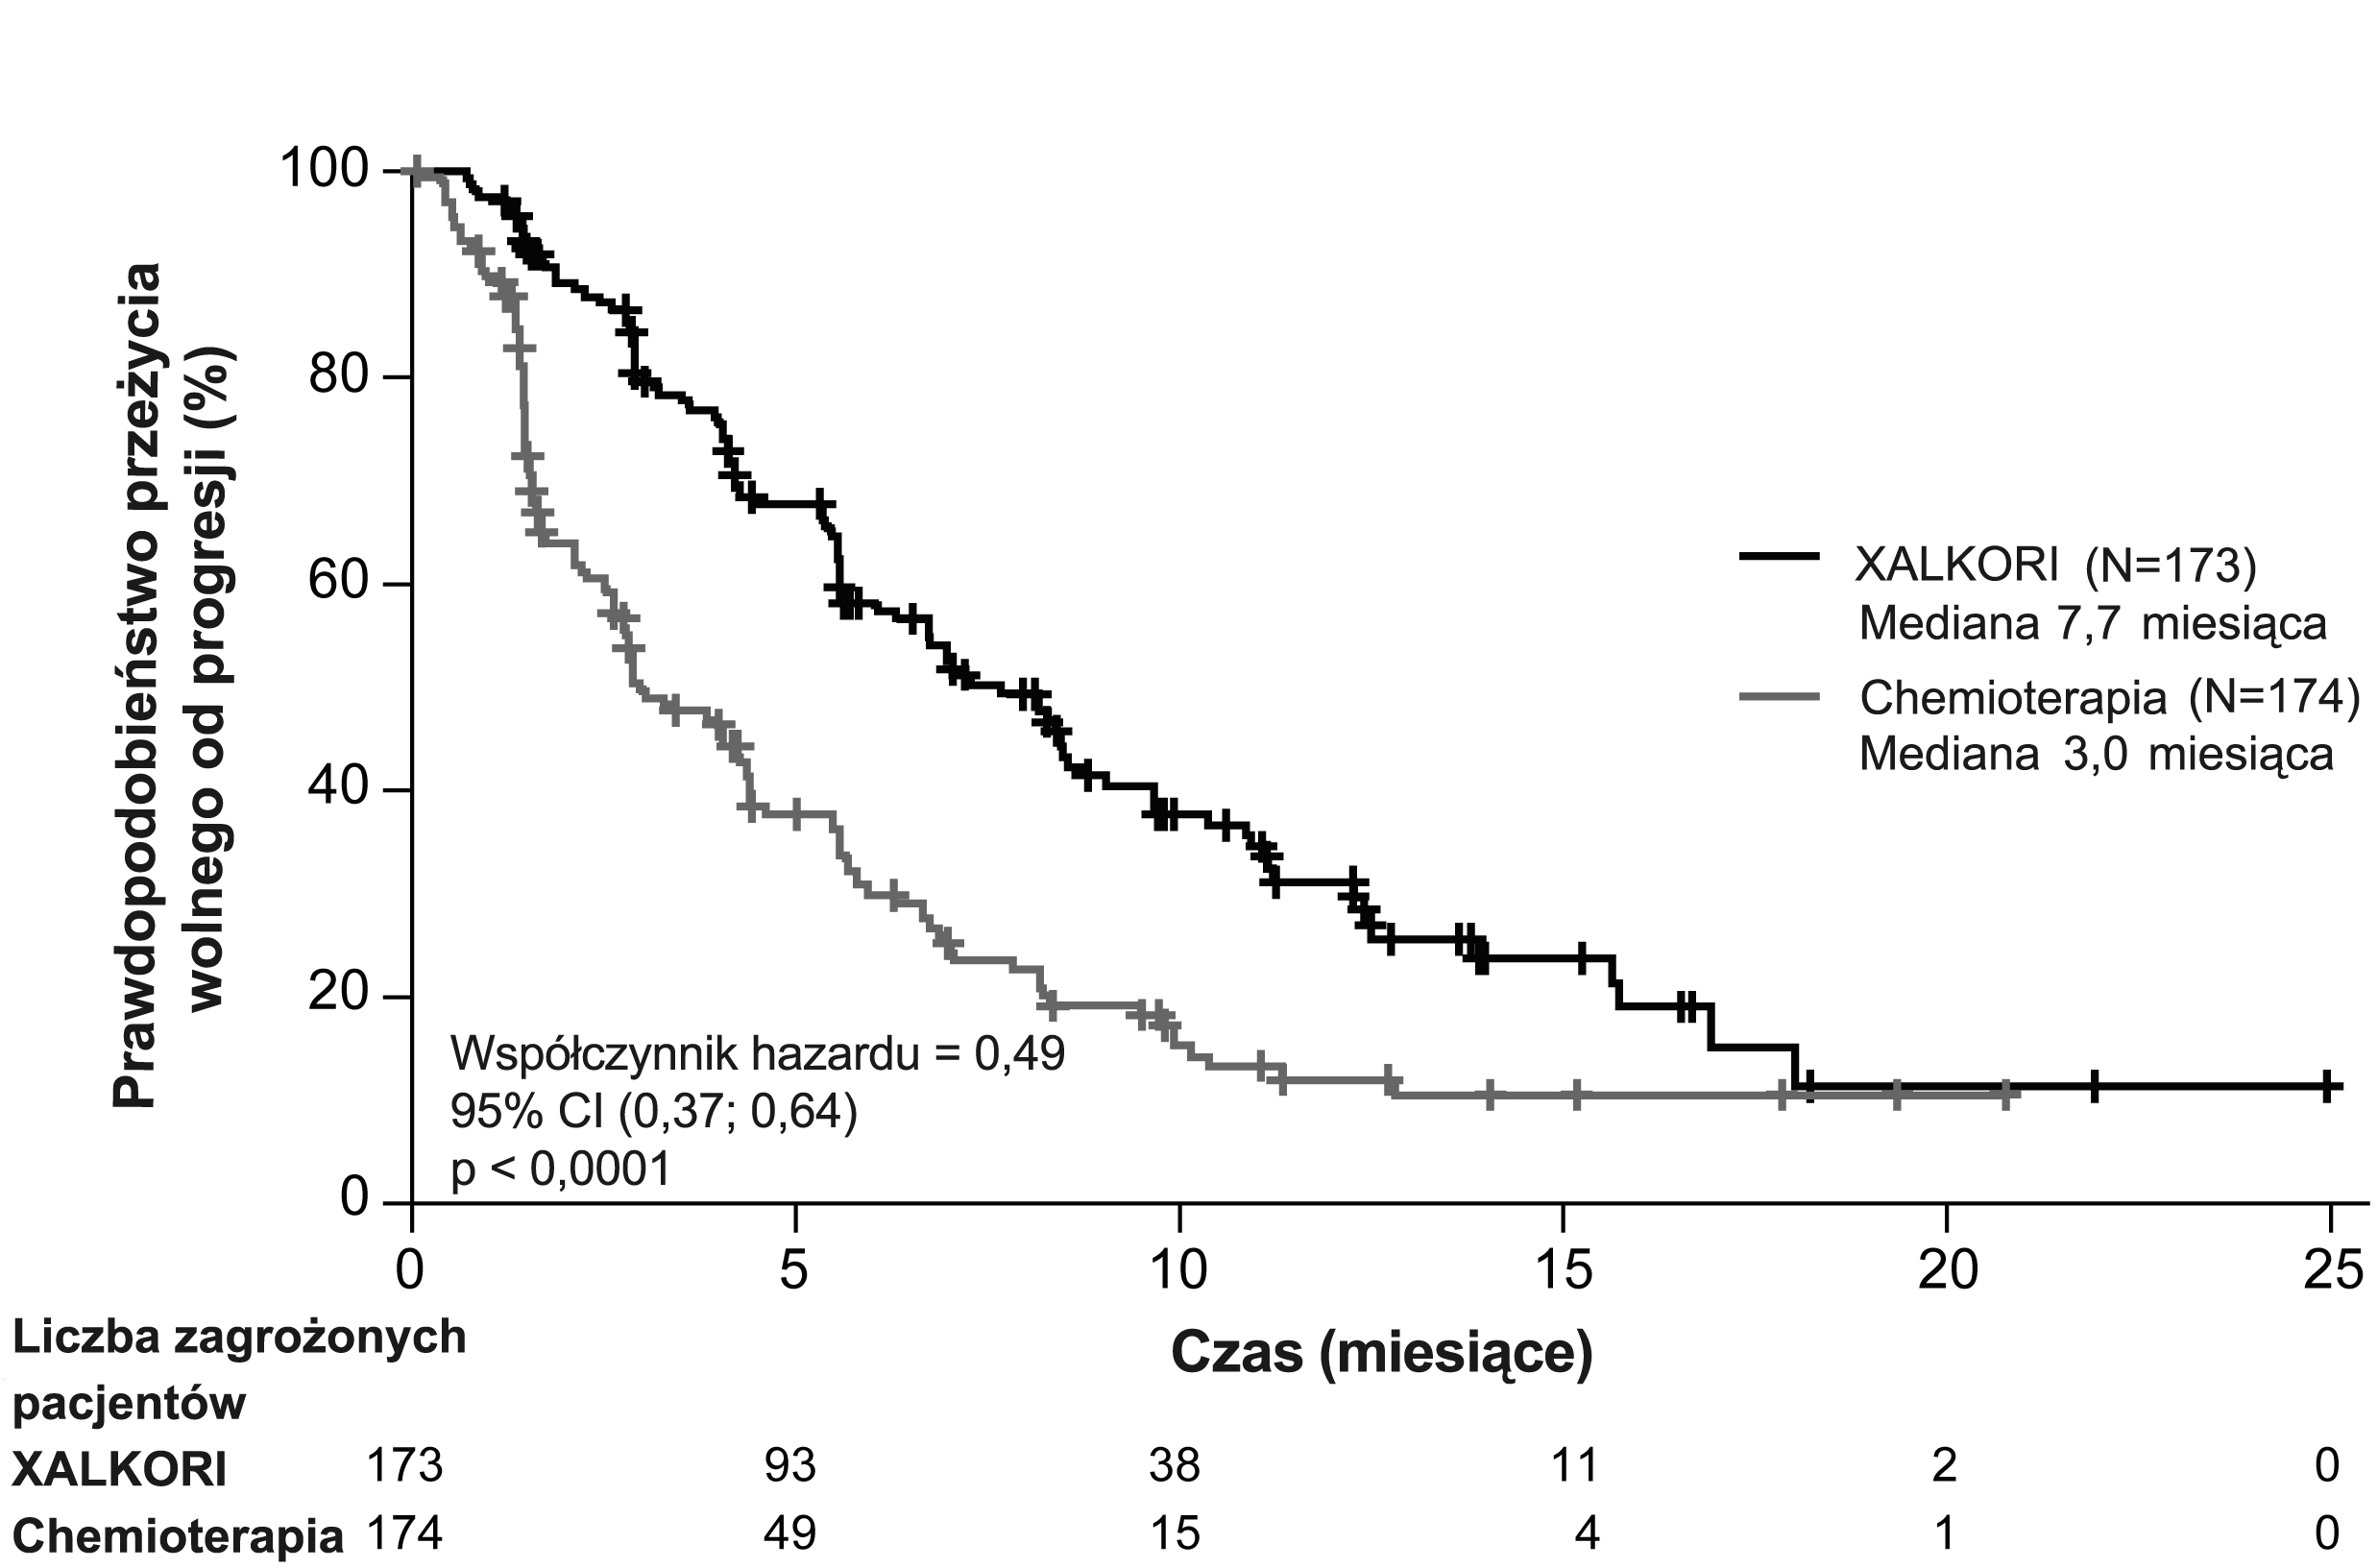 Prawdopodobieństwo przeżycia
wolnego od progresji (%)
100
80
60
40
20
0
XALKORI (N=173)
Mediana 7,7 miesiąca
Chemioterapia (N=174)
Mediana 3,0 miesiąca
Współczynnik hazardu = 0,49
95% CI (0,37; 0,64)
p < 0,0001
0 5 10 15 20 25
Czas (miesiące)
Liczba zagrożonych
pacjentów
XALKORI 173 93 38 11 2 0
Chemioterapia 174 49 15 4 1 0